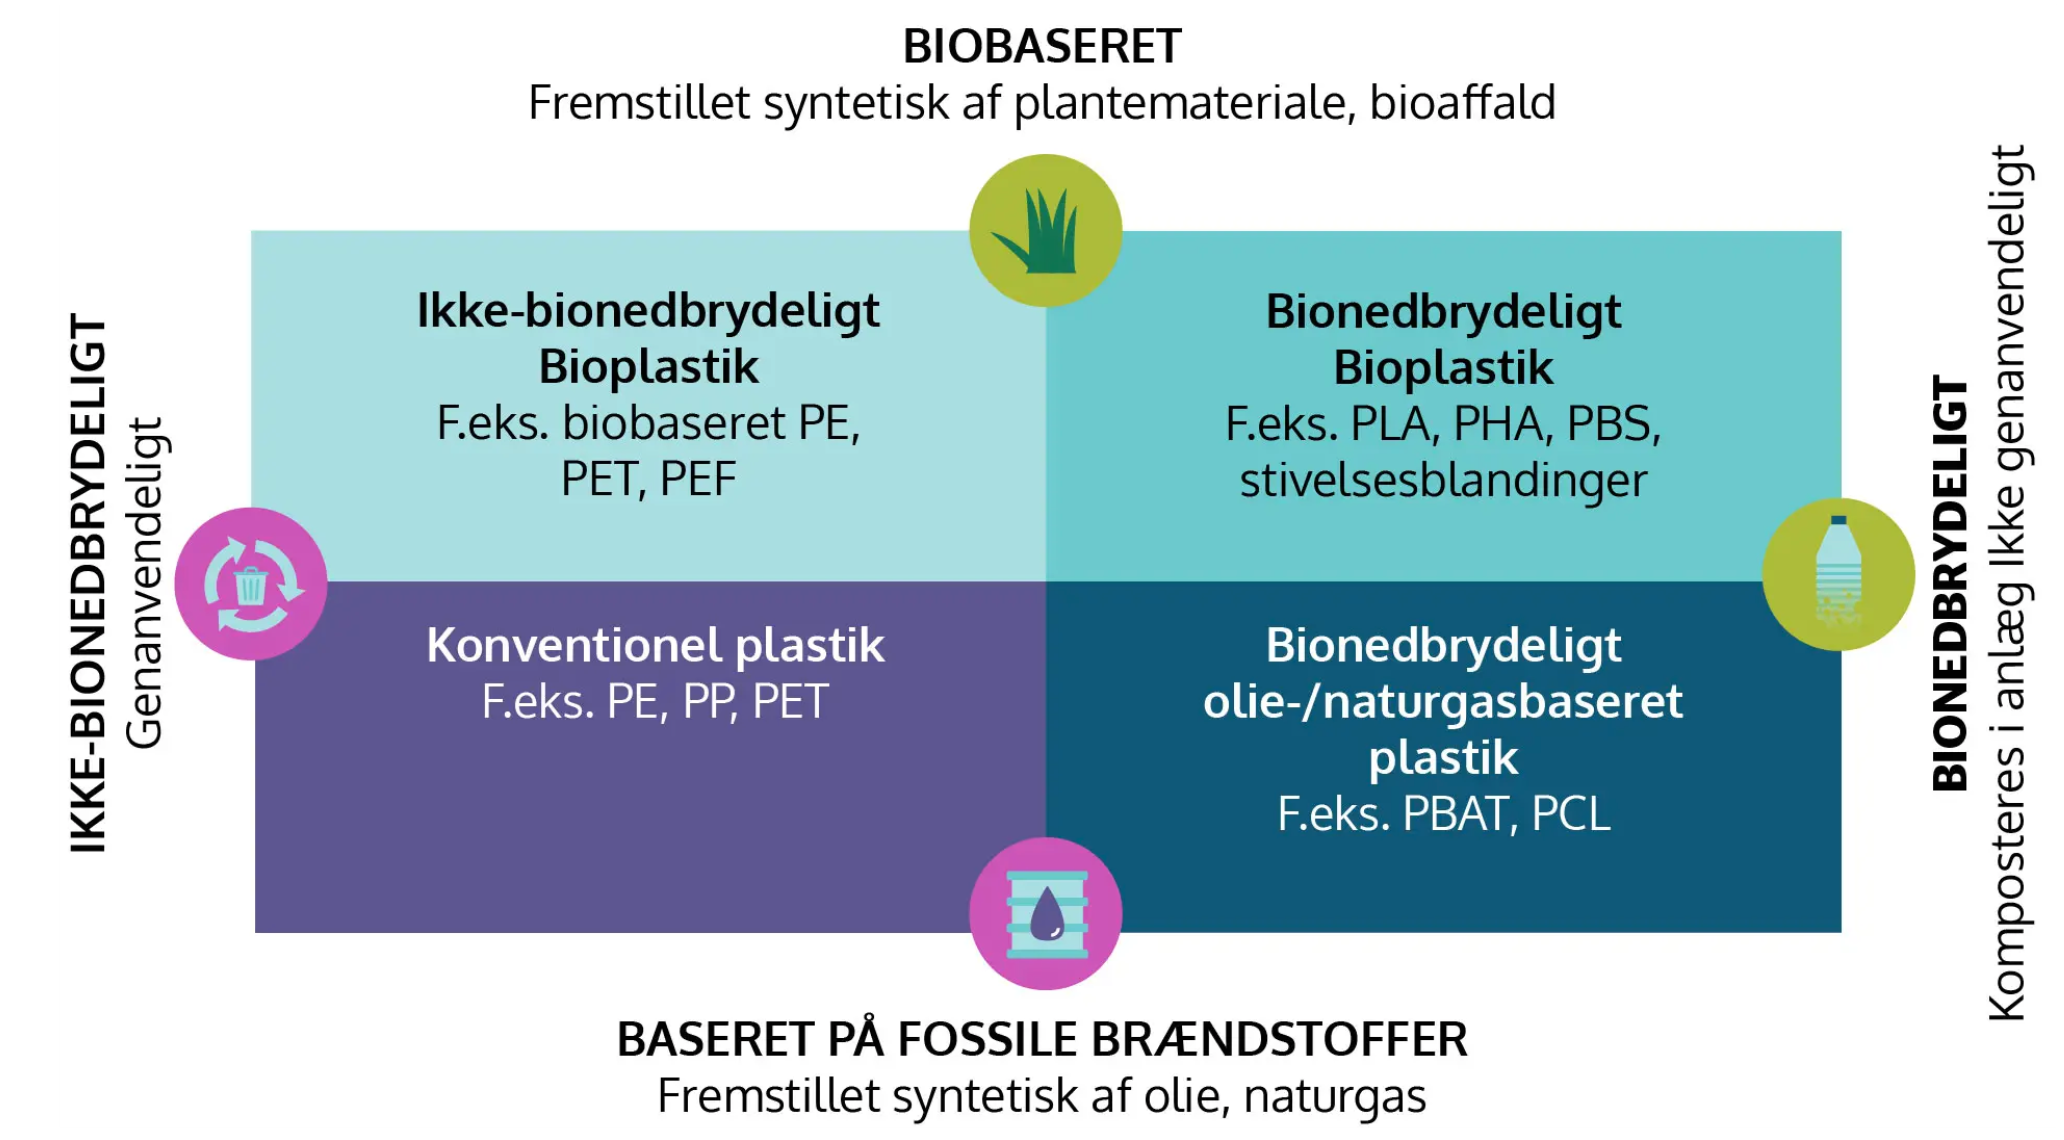 BIOBASERET
Fremstillet syntetisk af plantemateriale, bioaffald
IKKE-BIONEDBRYDELIGT
Genanvendeligt
Ikke-bionedbrydeligt
Bioplastik
F.eks. biobaseret PE,
PET, PEF
Bionedbrydeligt
Bioplastik
F.eks. PLA, PHA, PBS,
stivelsesblandinger
Konventionel plastik
F.eks. PE, PP, PET
Bionedbrydeligt
olie-/naturgasbaseret
plastik
F.eks. PBAT, PCL
BIONEDBRYDELIGT
Komposteres i anlæg Ikke genanvendeligt
BASERET PÅ FOSSILE BRÆNDSTOFFER
Fremstillet syntetisk af olie, naturgas